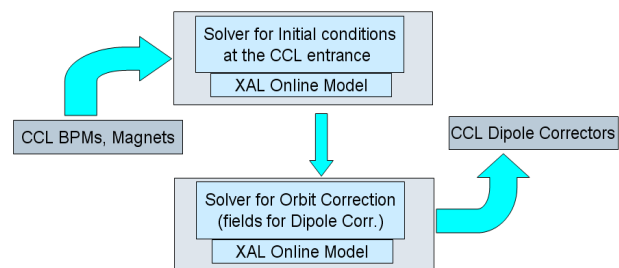 Solver for Initial conditions
at the CCL entrance
XAL Online Model
CCL BPMs, Magnets
CCL Dipole Correctors
Solver for Orbit Correction
(fields for Dipole Corr.)
XAL Online Model